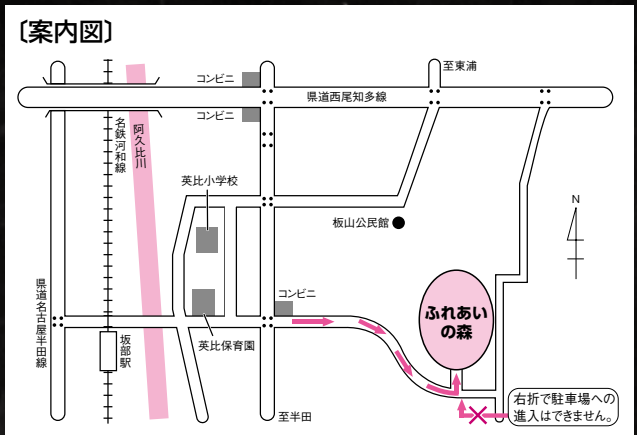 〔案内図〕
コンビニ
至東浦
県道西尾知多線
コンビニ
名鉄河和線
阿久比川
英比小学校
N
板山公民館
県道名古屋半田線
コンビニ
ふれあい
の森
坂部駅
英比保育園
右折で駐車場への
進入はできません。
至半田